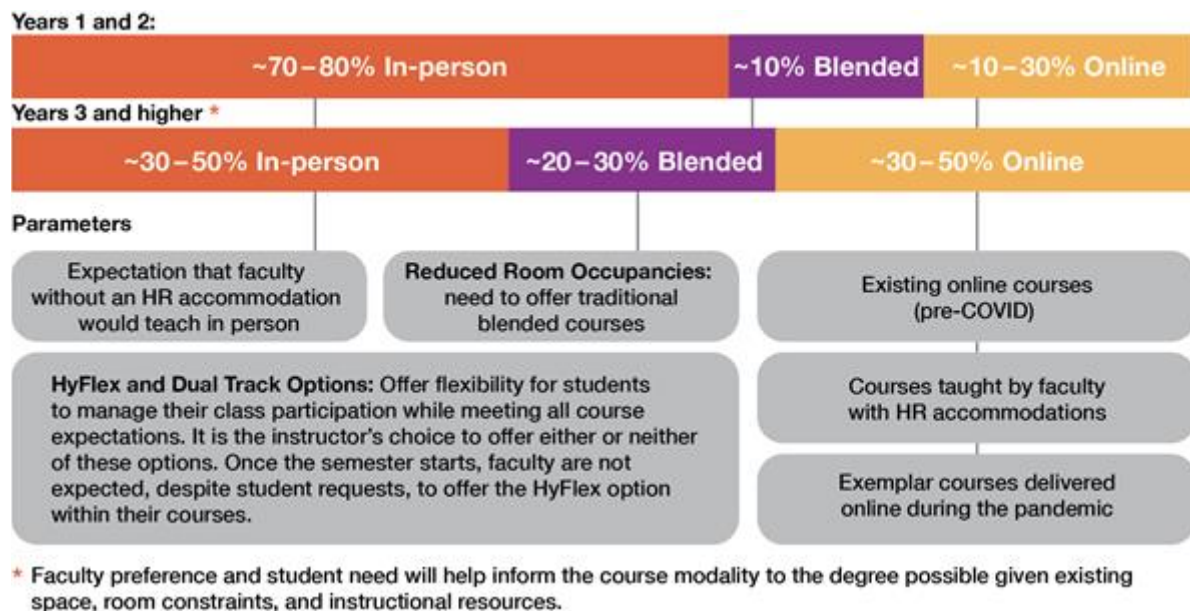 Years 1 and 2:
~70–80% In-person
~10% Blended
~10–30% Online
Years 3 and higher *
~30–50% In-person
~20–30% Blended
~30–50% Online
Parameters
Expectation that faculty
without an HR accommodation
would teach in person
Reduced Room Occupancies:
need to offer traditional
blended courses
Existing online courses
(pre-COVID)
HyFlex and Dual Track Options: Offer flexibility for students
to manage their class participation while meeting all course
expectations. It is the instructor's choice to offer either or neither
of these options. Once the semester starts, faculty are not
expected, despite student requests, to offer the HyFlex option
within their courses.
Courses taught by faculty
with HR accommodations
Exemplar courses delivered
online during the pandemic
* Faculty preference and student need will help inform the course modality to the degree possible given existing
space, room constraints, and instructional resources.